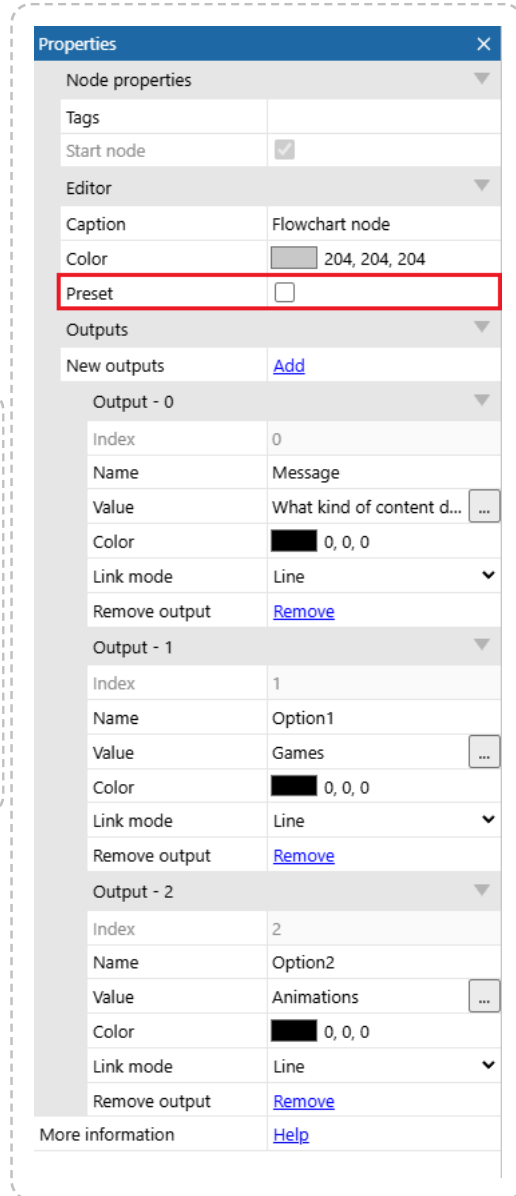 Properties
Node properties
Tags
Start node
Editor
Caption Flowchart node
Color 204, 204, 204
Preset
Outputs
New outputs Add
Output - 0
Index 0
Name Message
Value What kind of content d... ...
Color 0, 0, 0
Link mode Line
Remove output Remove
Output - 1
Index 1
Name Option1
Value Games ...
Color 0, 0, 0
Link mode Line
Remove output Remove
Output - 2
Index 2
Name Option2
Value Animations ...
Color 0, 0, 0
Link mode Line
Remove output Remove
More information Help